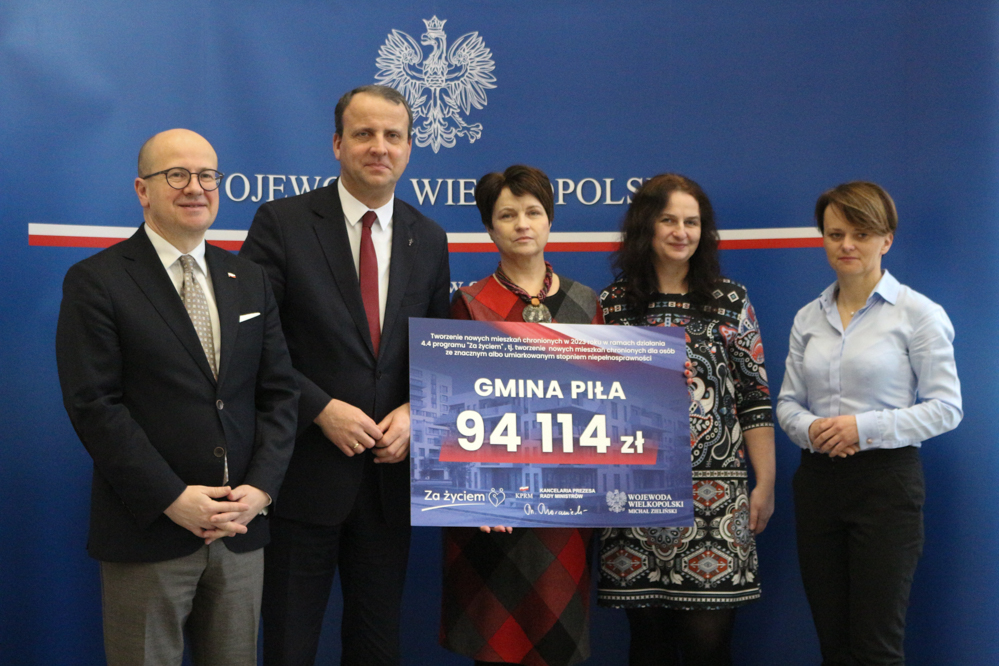 WOJEWO WIELKOPOLSK
Tworzenie nowych mieszkań chronionych w 2023 roku w ramach działania
4.4 programu "Za życiem", tj. tworzenie nowych mieszkań chronionych dla osób
ze znacznym albo umiarkowanym stopniem niepełnosprawności
GMINA PIŁA
94 114 zł
Za życiem
KPRM
KANCELARIA PREZESA
RADY MINISTRÓW
WOJEWODA
WIELKOPOLSKI
MICHAŁ ZIELIŃSKI